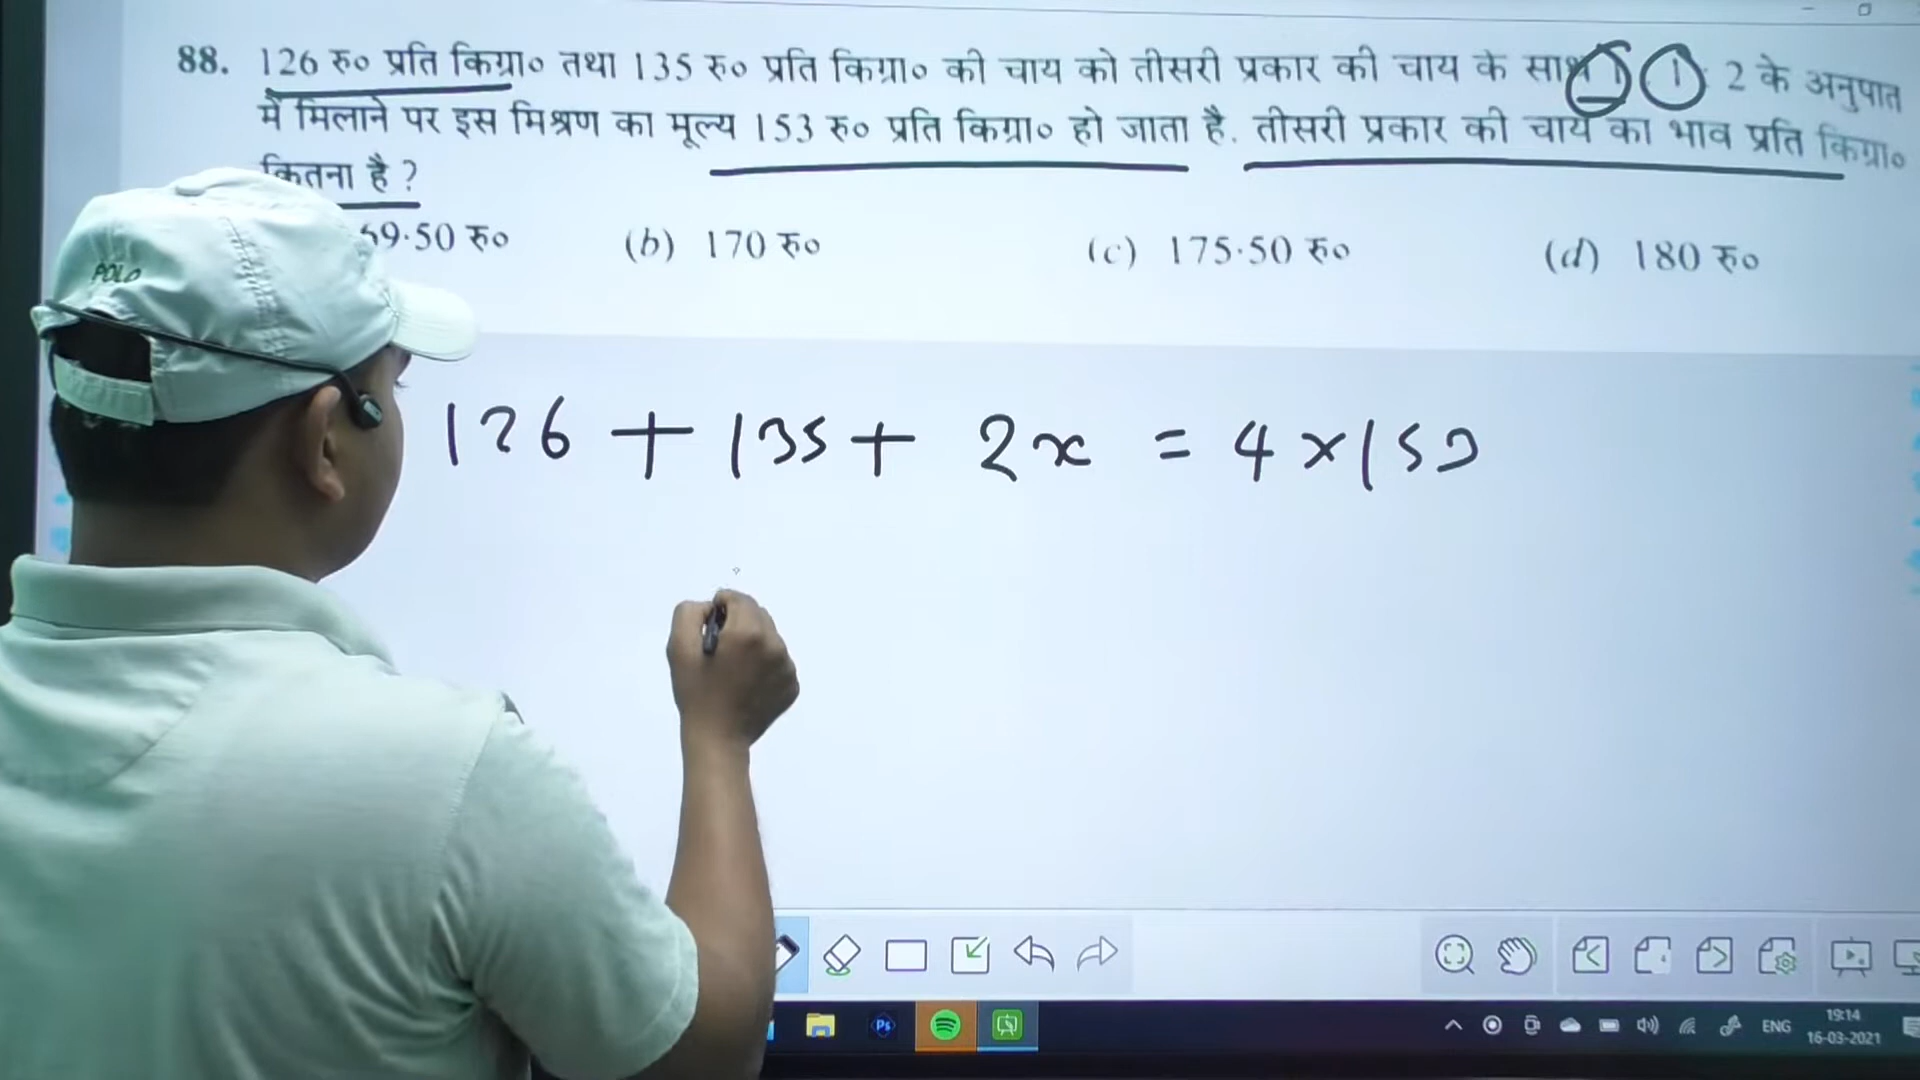 88. 126 रु० प्रति किग्रा० तथा 135 रु० प्रति किग्रा० की चाय को तीसरी प्रकार की चाय के साथ 1 : 1 : 2 के अनुपात
में मिलाने पर इस मिश्रण का मूल्य 153 रु० प्रति किग्रा० हो जाता है. तीसरी प्रकार की चाय का भाव प्रति किग्रा०
कितना है ?
69·50 रु० (b) 170 रु० (c) 175·50 रु० (d) 180 रु०
POLO
126 + 135 + 2x = 4 × 153
Ps
ENG
19:14
16-03-2021